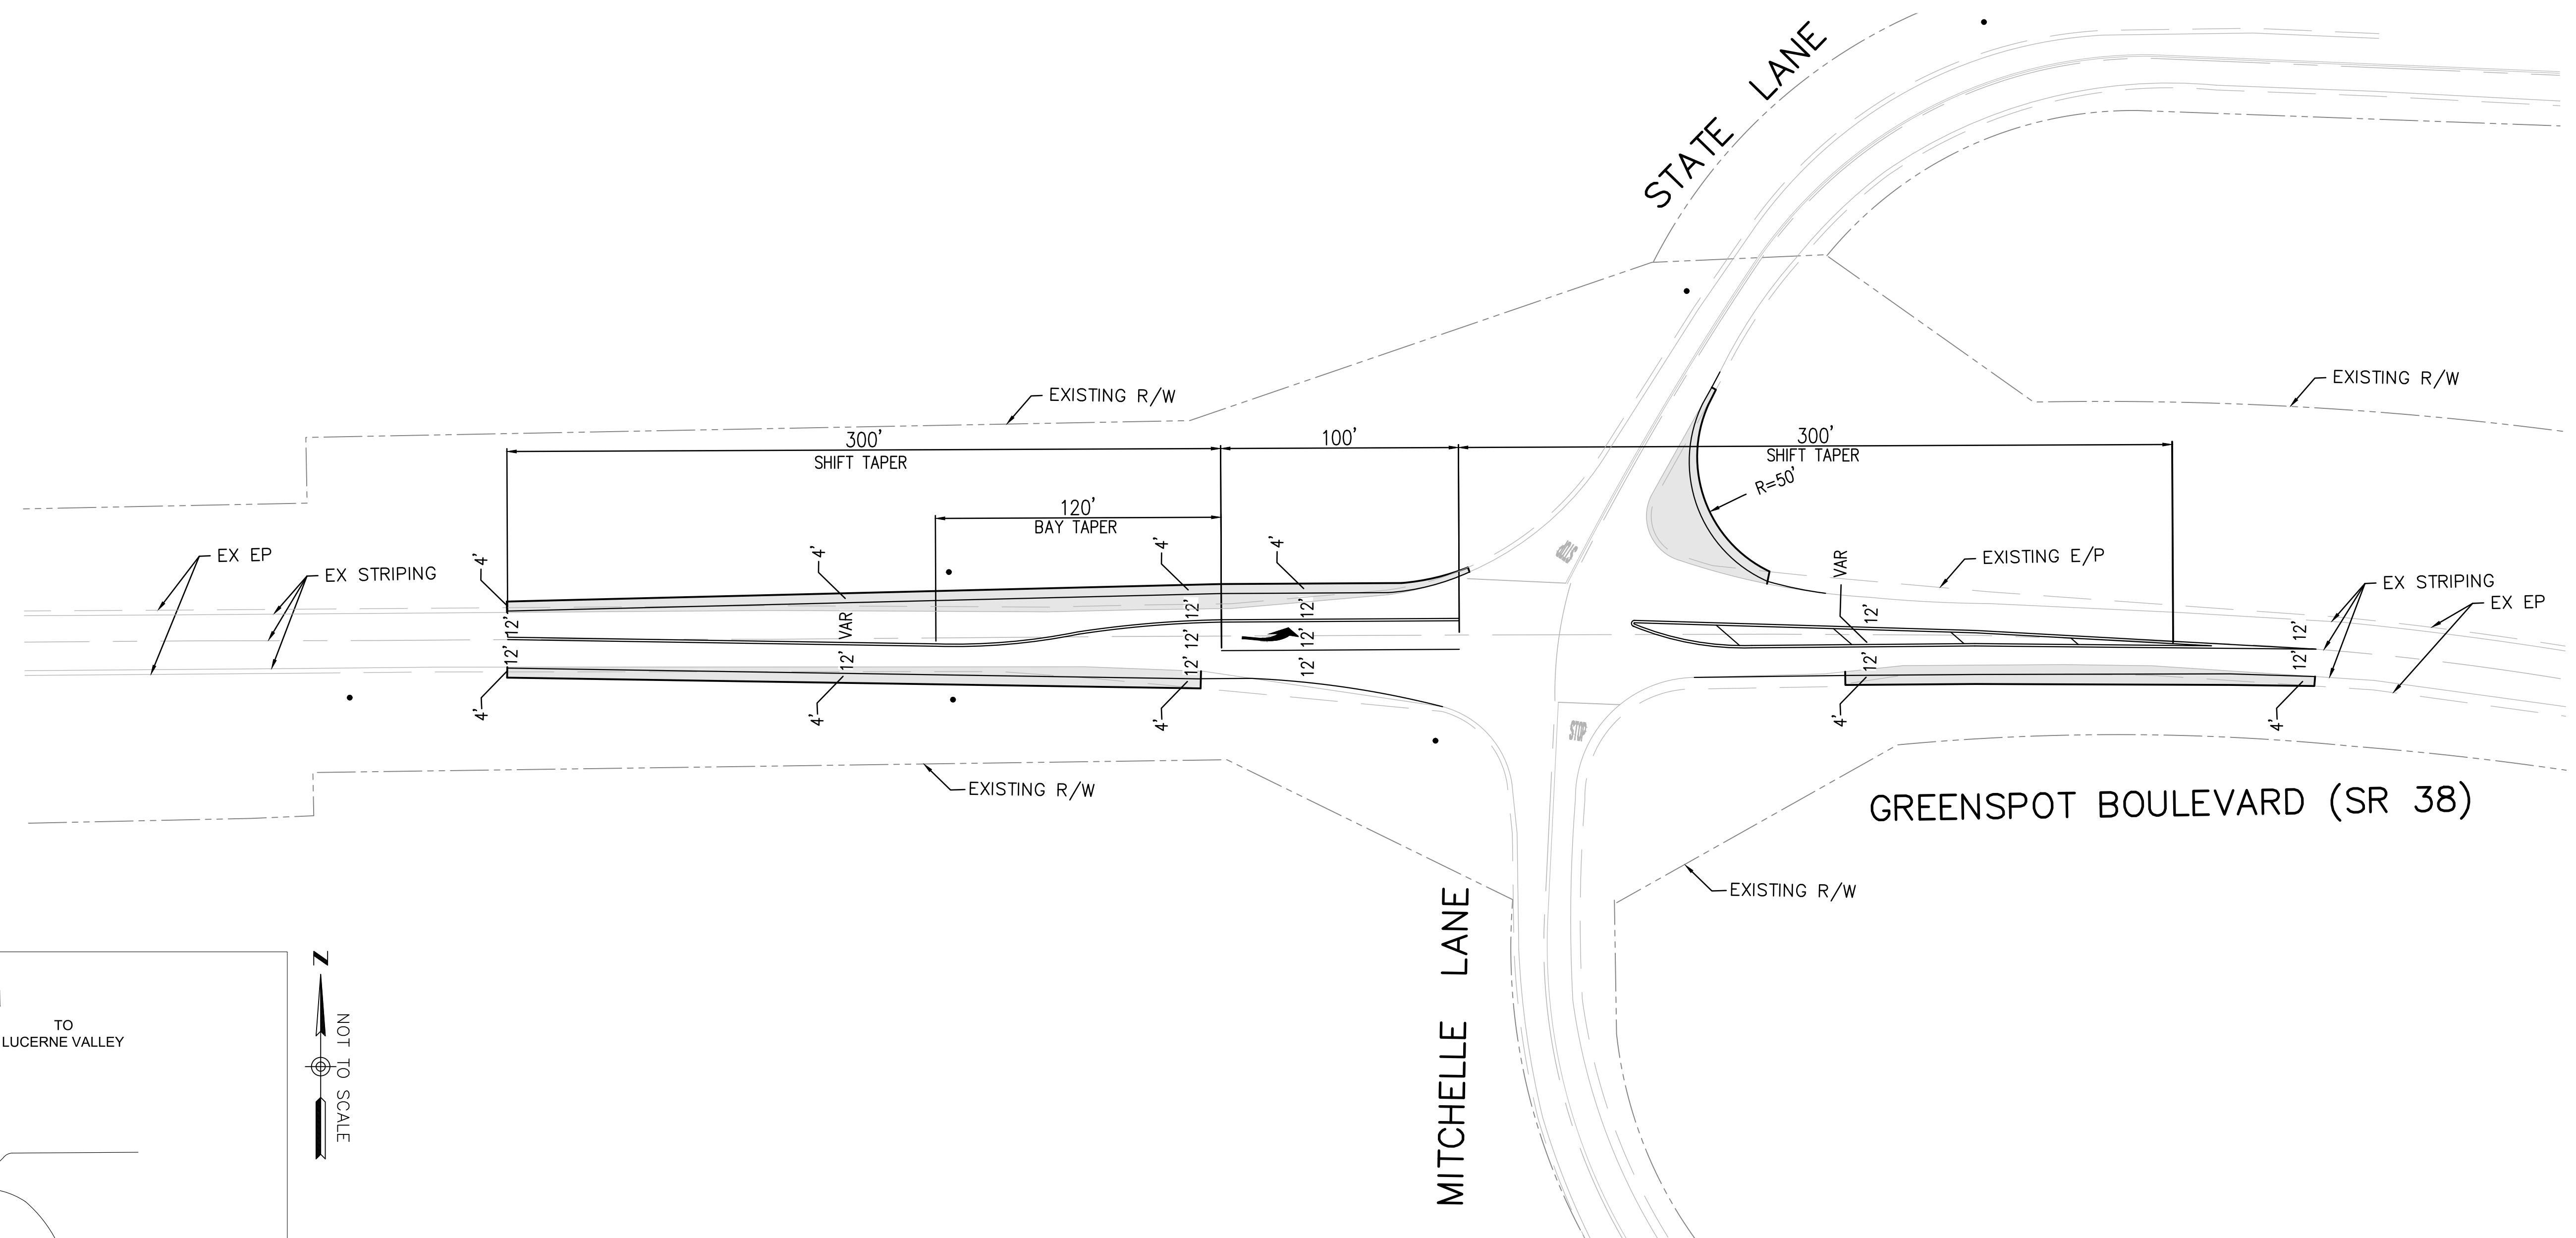 STATE LANE
EXISTING R/W
EXISTING R/W
300'
SHIFT TAPER
100'
300'
SHIFT TAPER
R=50'
120'
BAY TAPER
EX EP
EX STRIPING
4'
4'
4'
4'
STOP
EXISTING E/P
VAR
EX STRIPING
EX EP
12'
VAR
12'
12'
12'
12'
12'
12'
12'
12'
12'
12'
12'
12'
12'
12'
4'
4'
4'
STOP
4'
4'
EXISTING R/W
GREENSPOT BOULEVARD (SR 38)
EXISTING R/W
MITCHELLE LANE
N
NOT TO SCALE
TO
LUCERNE VALLEY